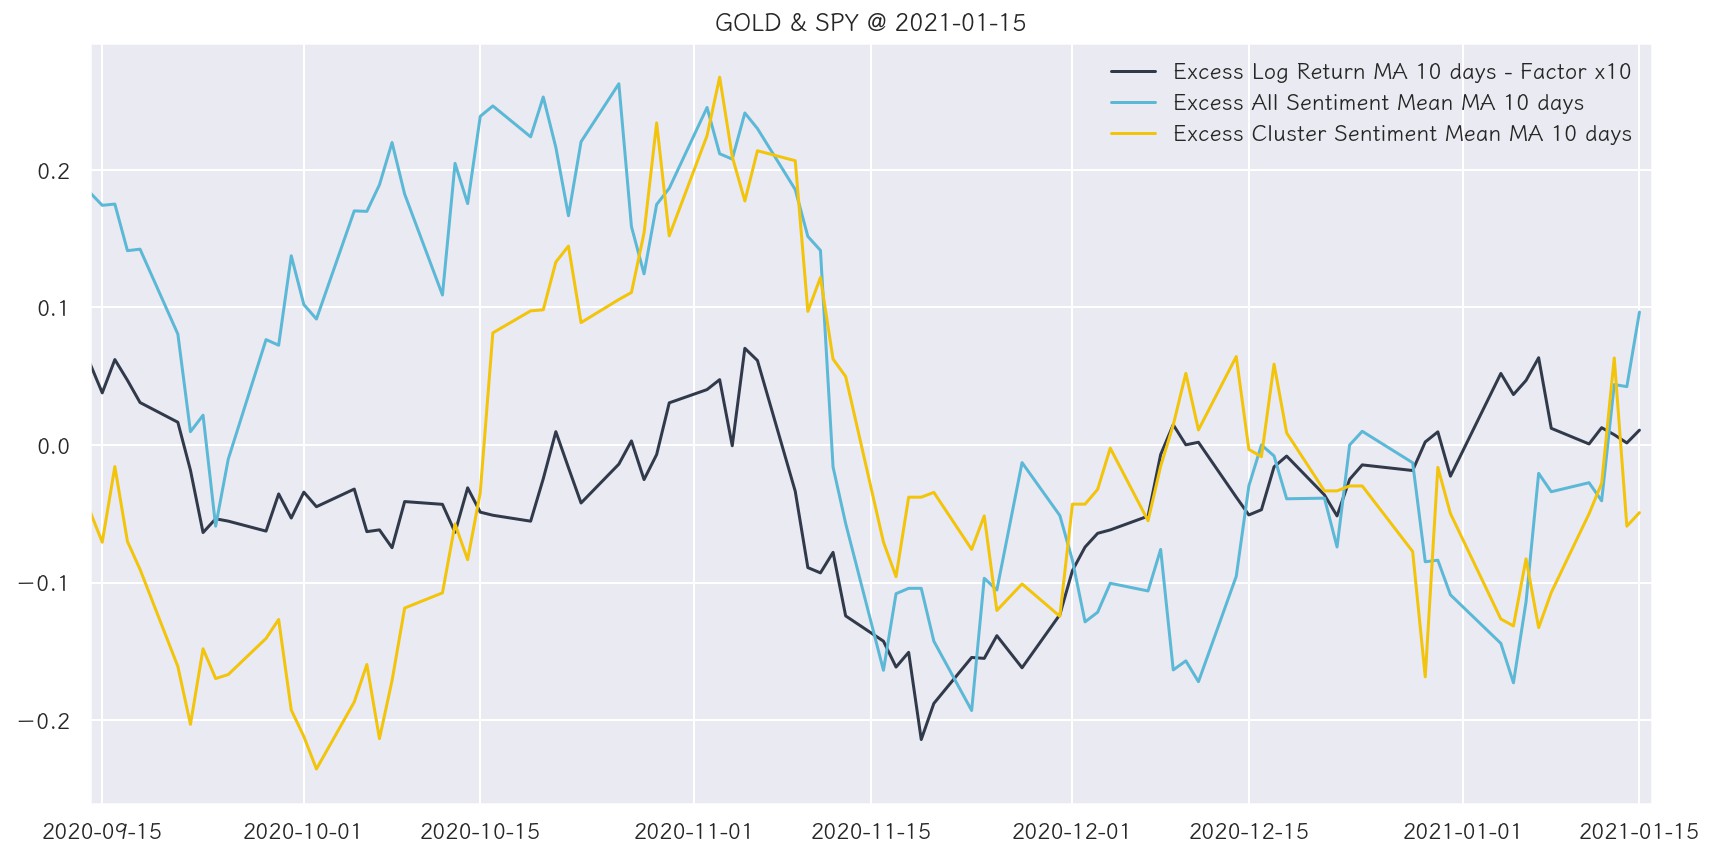 GOLD & SPY @ 2021-01-15
Excess Log Return MA 10 days - Factor x10
Excess All Sentiment Mean MA 10 days
Excess Cluster Sentiment Mean MA 10 days
0.2
0.1
0.0
−0.1
−0.2
2020-09-15 2020-10-01 2020-10-15 2020-11-01 2020-11-15 2020-12-01 2020-12-15 2021-01-01 2021-01-15